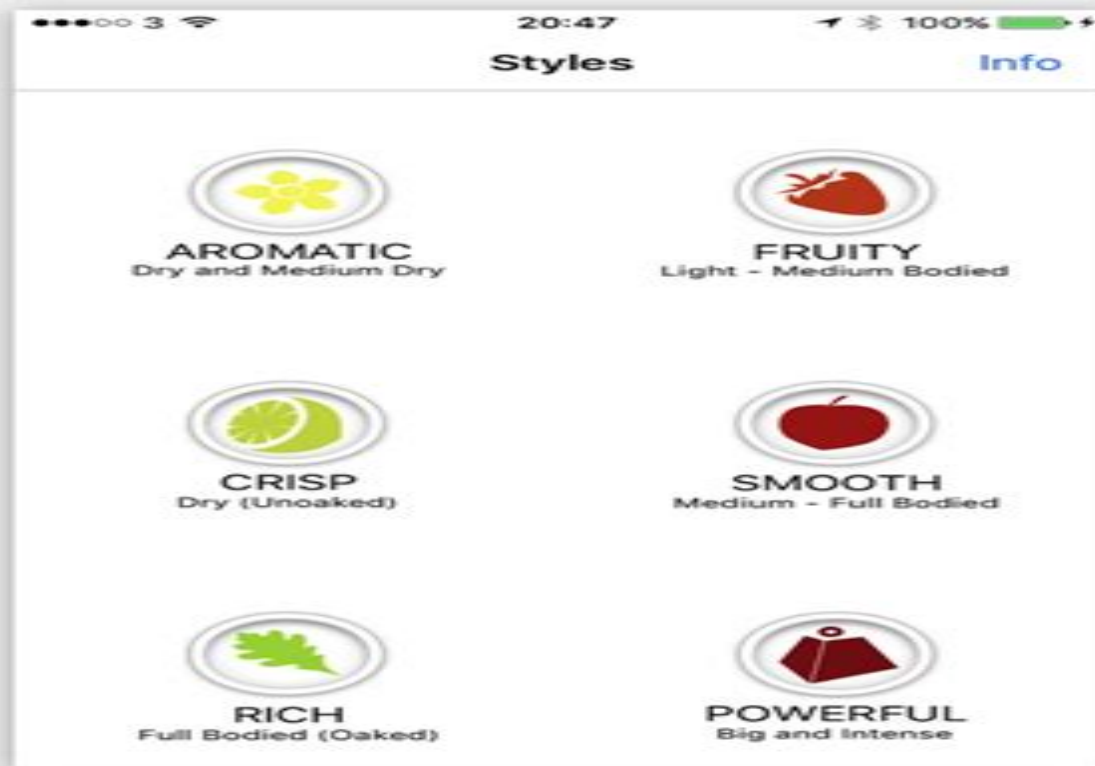 3 20:47 100%
Styles Info
AROMATIC
Dry and Medium Dry
FRUITY
Light - Medium Bodied
CRISP
Dry (Unoaked)
SMOOTH
Medium - Full Bodied
RICH
Full Bodied (Oaked)
POWERFUL
Big and Intense